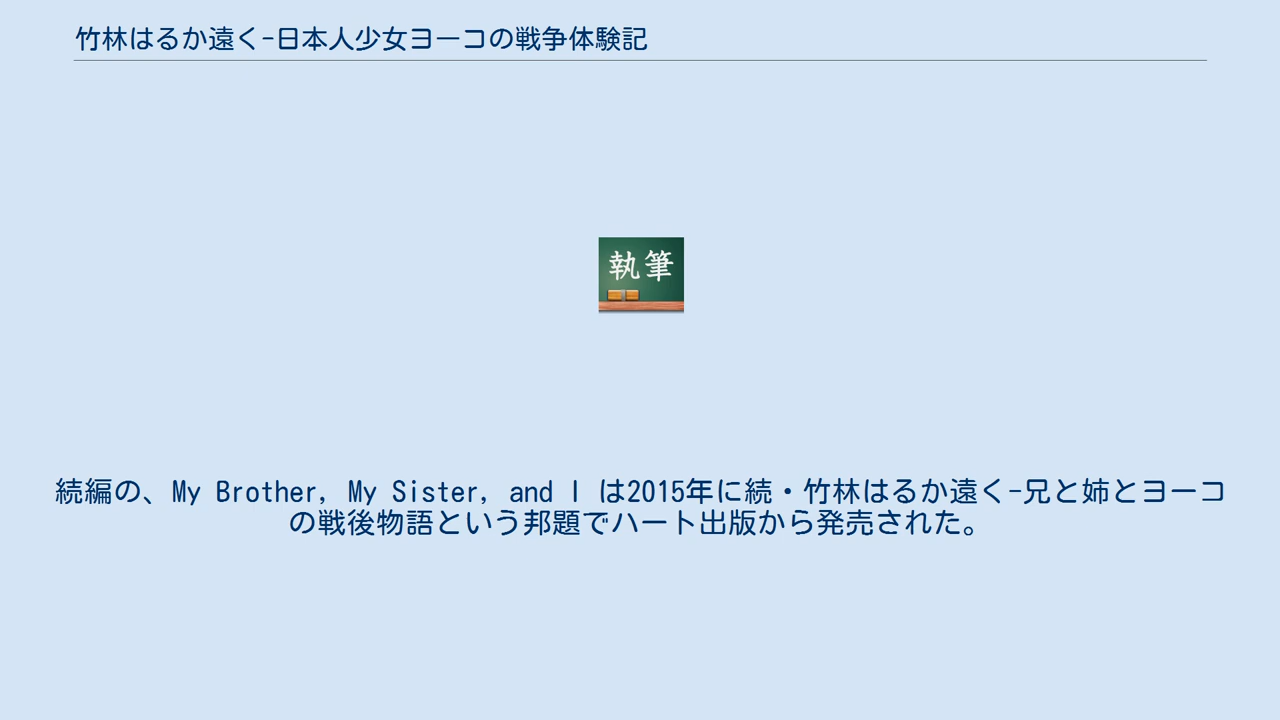 竹林はるか遠く-日本人少女ヨーコの戦争体験記
執筆
続編の、My Brother, My Sister, and I は2015年に続・竹林はるか遠く-兄と姉とヨーコ
の戦後物語という邦題でハート出版から発売された。